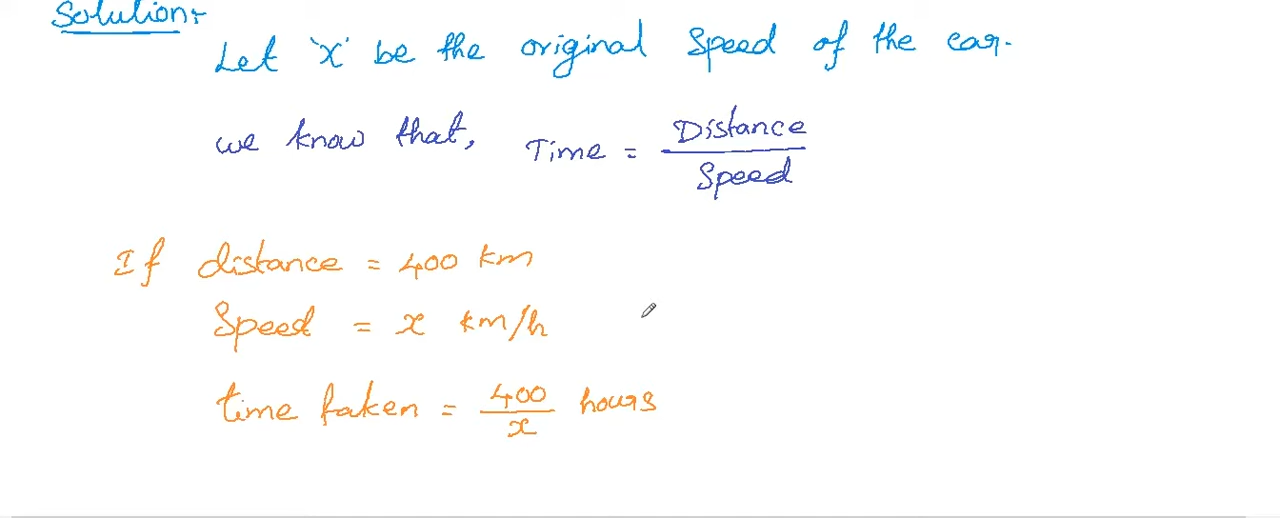 Solution:-
Let 'x' be the original speed of the car.
we know that, Time = Distance / Speed
If distance = 400 km
Speed = x km/h
time taken = 400 / x hours